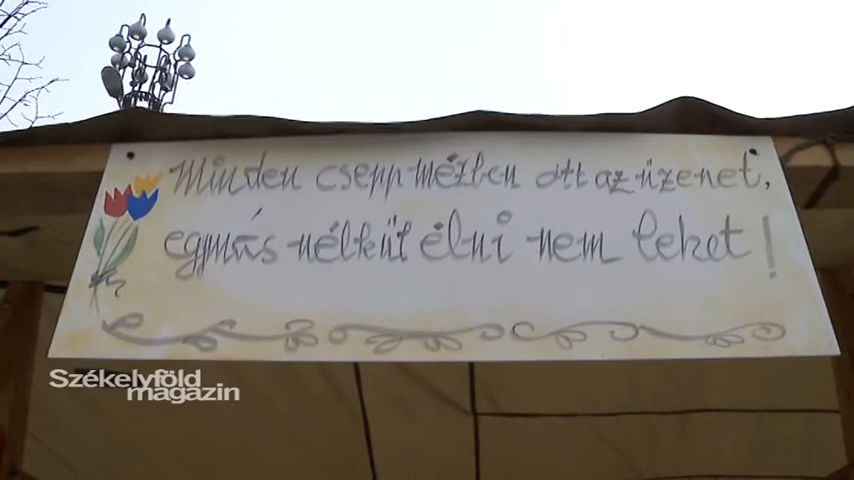 Minden csepp mézben ott az üzenet,
egymás nélkül élni nem lehet!
Székelyföld
magazin